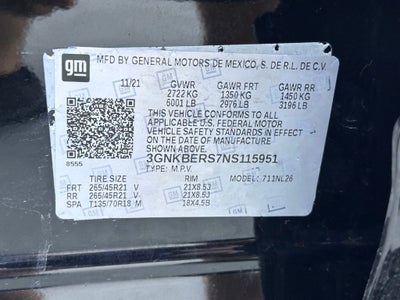 gm
MFD BY GENERAL MOTORS DE MEXICO, S. DE R.L. DE C.V.
11/21 GVWR GAWR FRT GAWR RR
2722 KG 1350 KG 1450 KG
6001 LB 2976 LB 3196 LB
THIS VEHICLE CONFORMS TO ALL
APPLICABLE U.S. FEDERAL MOTOR
VEHICLE SAFETY STANDARDS IN EFFECT
ON THE DATE OF MANUFACTURE
8555 3GNKBERS7NS115951
TYPE: M.P.V. MODEL: 711NL26
TIRE SIZE RIM
FRT 265/45R21 V 21X8.5J
RR 265/45R21 V 21X8.5J
SPA T135/70R18 M 18X4.5B